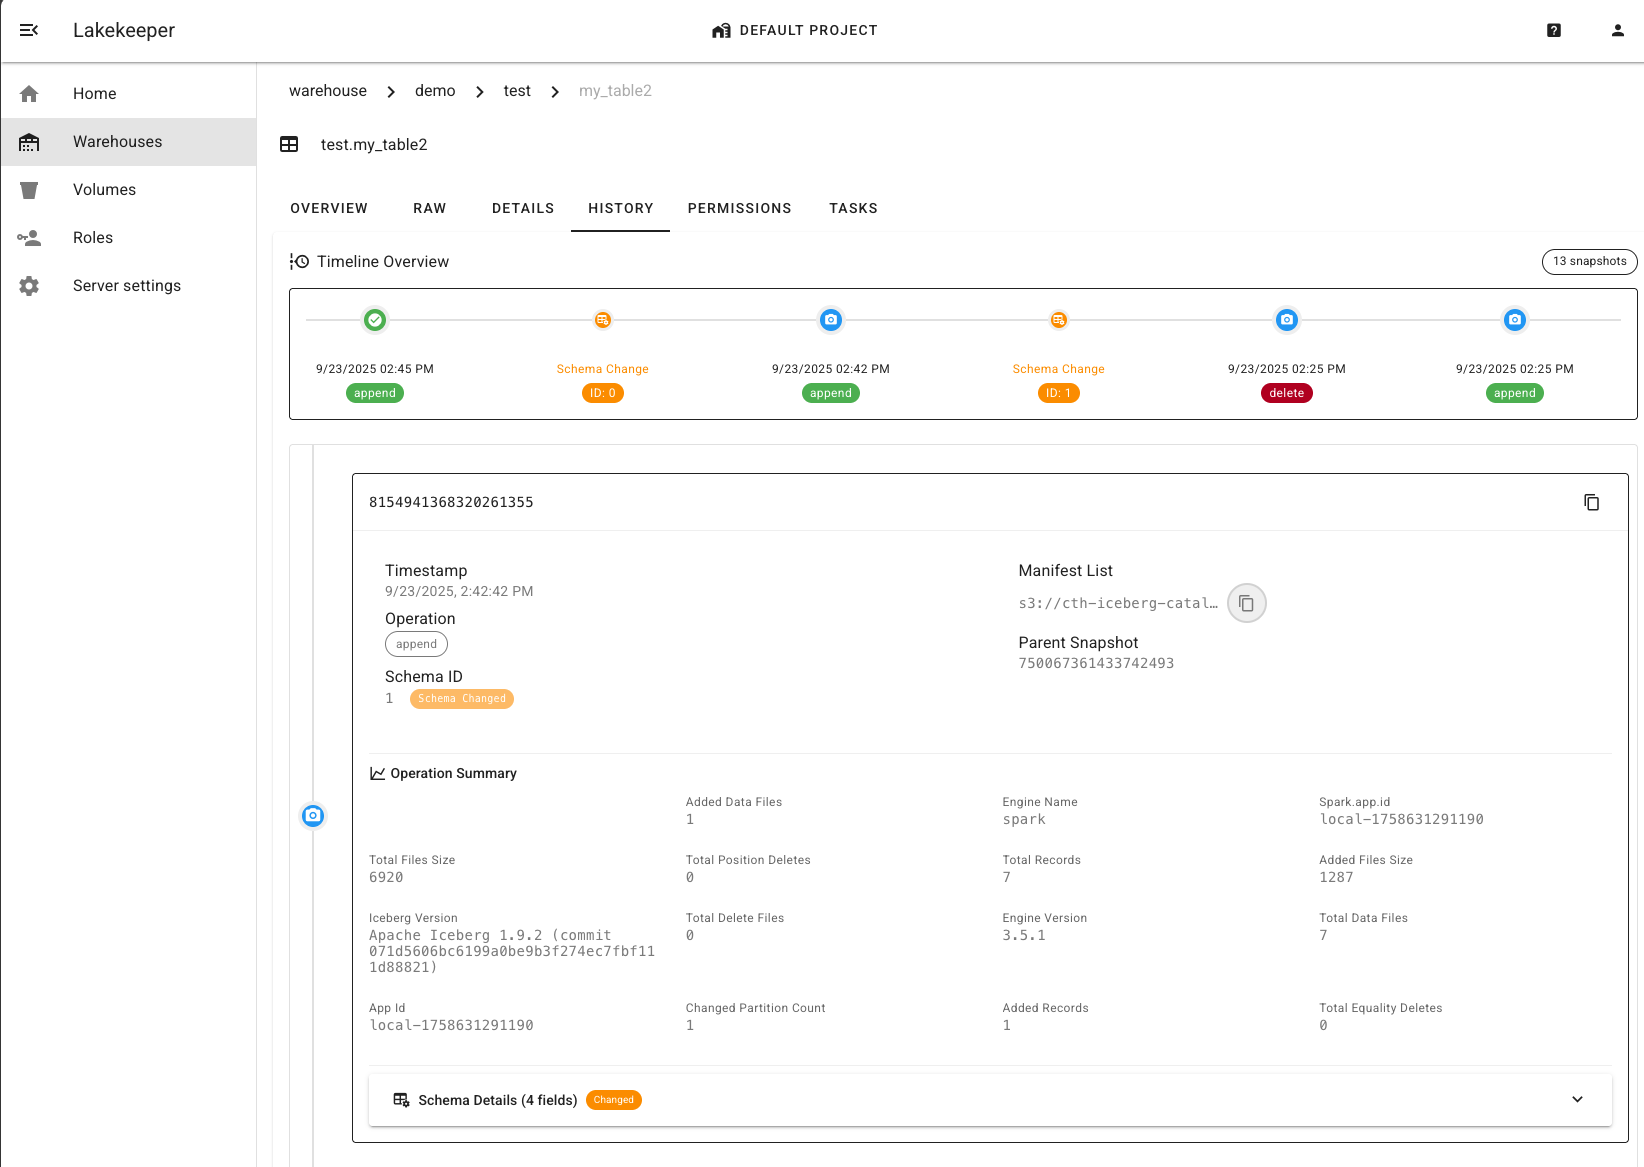 Lakekeeper
DEFAULT PROJECT
Home
Warehouses
Volumes
Roles
Server settings
warehouse > demo > test > my_table2
test.my_table2
OVERVIEW RAW DETAILS HISTORY PERMISSIONS TASKS
Timeline Overview
13 snapshots
9/23/2025 02:45 PM
append
Schema Change
ID: 0
9/23/2025 02:42 PM
append
Schema Change
ID: 1
9/23/2025 02:25 PM
delete
9/23/2025 02:25 PM
append
8154941368320261355
Timestamp
9/23/2025, 2:42:42 PM
Operation
append
Schema ID
1 Schema Changed
Manifest List
s3://cth-iceberg-catal…
Parent Snapshot
750067361433742493
Operation Summary
Added Data Files
1
Engine Name
spark
Spark.app.id
local-1758631291190
Total Files Size
6920
Total Position Deletes
0
Total Records
7
Added Files Size
1287
Iceberg Version
Apache Iceberg 1.9.2 (commit
071d5606bc6199a0be9b3f274ec7fbf11
1d88821)
Total Delete Files
0
Engine Version
3.5.1
Total Data Files
7
App Id
local-1758631291190
Changed Partition Count
1
Added Records
1
Total Equality Deletes
0
Schema Details (4 fields) Changed